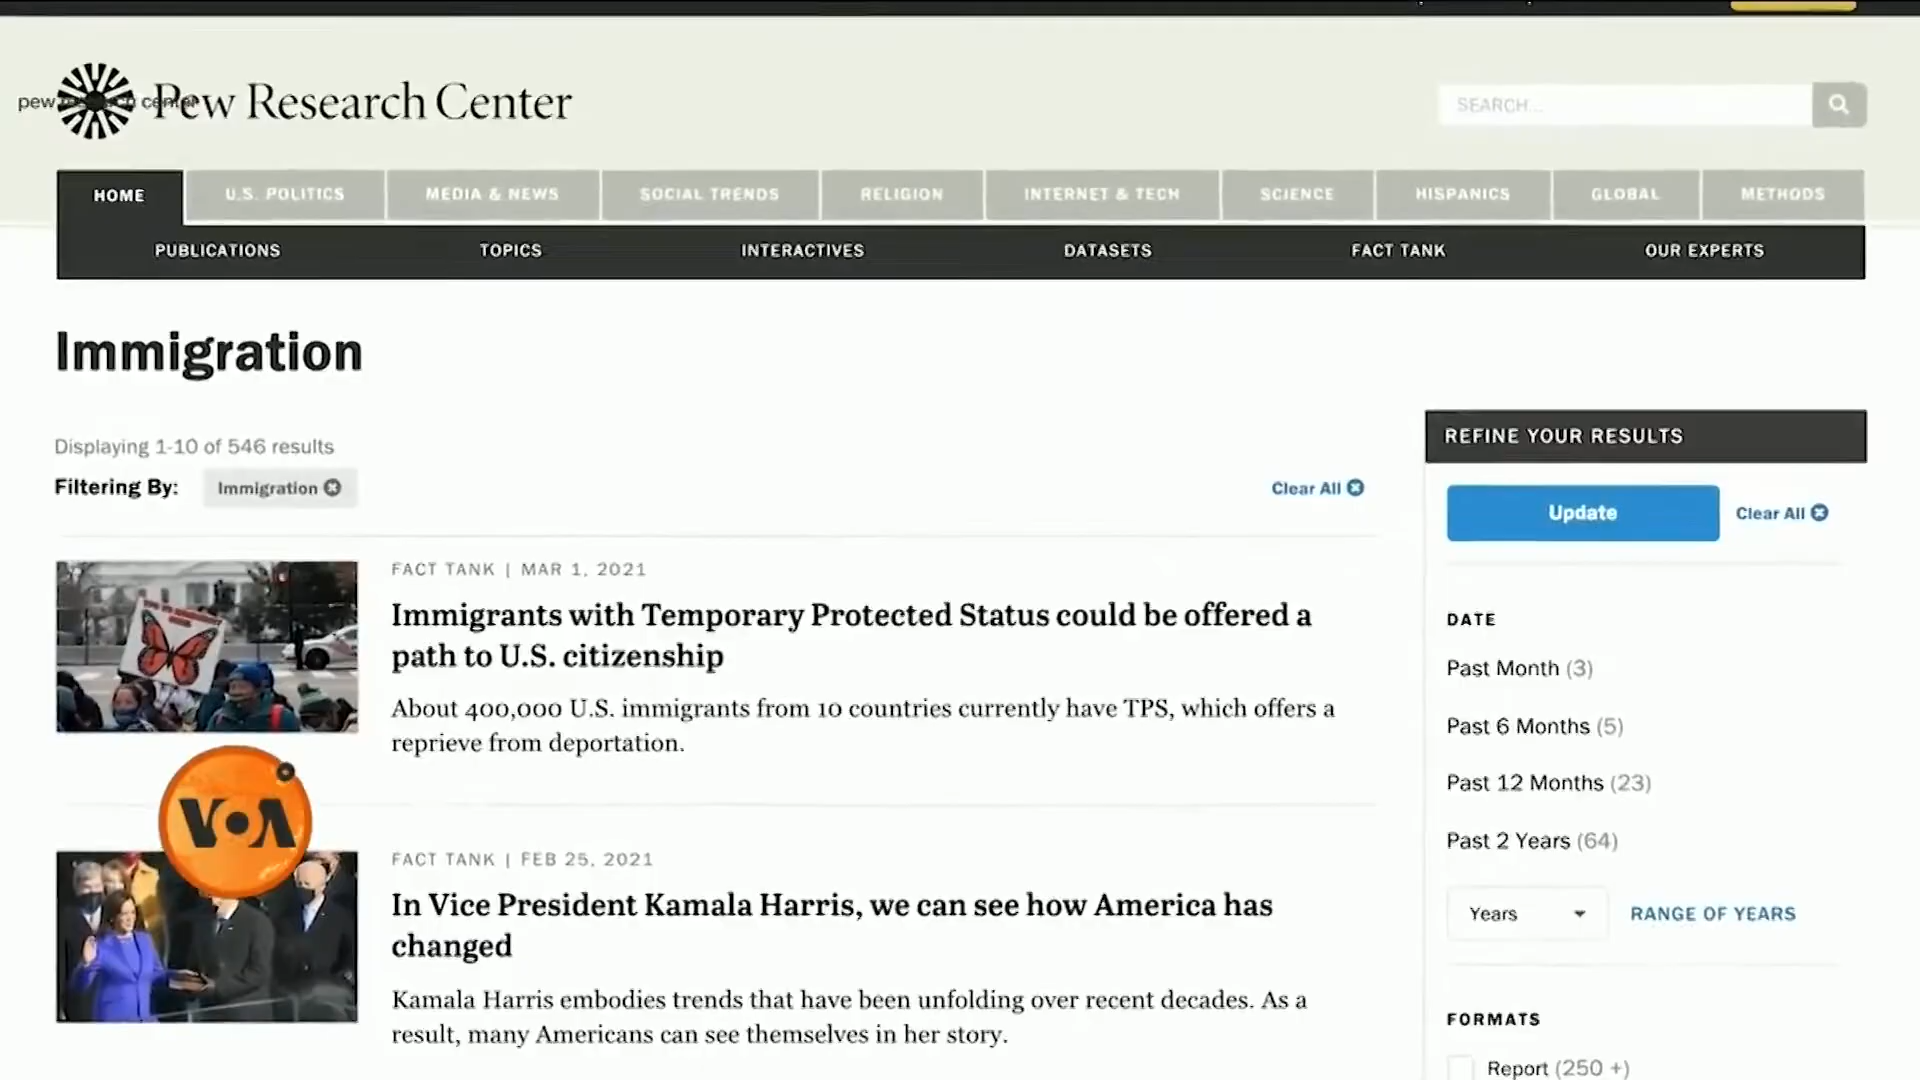 pew research center
Pew Research Center
SEARCH...
HOME
U.S. POLITICS
MEDIA & NEWS
SOCIAL TRENDS
RELIGION
INTERNET & TECH
SCIENCE
HISPANICS
GLOBAL
METHODS
PUBLICATIONS
TOPICS
INTERACTIVES
DATASETS
FACT TANK
OUR EXPERTS
Immigration
Displaying 1-10 of 546 results
Filtering By: Immigration
Clear All
FACT TANK | MAR 1, 2021
Immigrants with Temporary Protected Status could be offered a
path to U.S. citizenship
About 400,000 U.S. immigrants from 10 countries currently have TPS, which offers a
reprieve from deportation.
VOA
FACT TANK | FEB 25, 2021
In Vice President Kamala Harris, we can see how America has
changed
Kamala Harris embodies trends that have been unfolding over recent decades. As a
result, many Americans can see themselves in her story.
REFINE YOUR RESULTS
Update
Clear All
DATE
Past Month (3)
Past 6 Months (5)
Past 12 Months (23)
Past 2 Years (64)
Years
RANGE OF YEARS
FORMATS
Report (250 +)